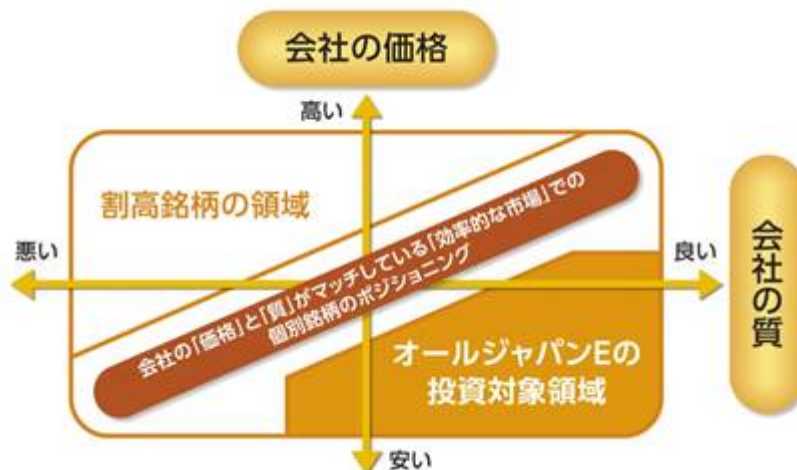 会社の価格
高い
割高銘柄の領域
悪い
会社の「価格」と「質」がマッチしている「効率的な市場」での
個別銘柄のポジショニング
良い
会社の質
オールジャパンEの
投資対象領域
安い